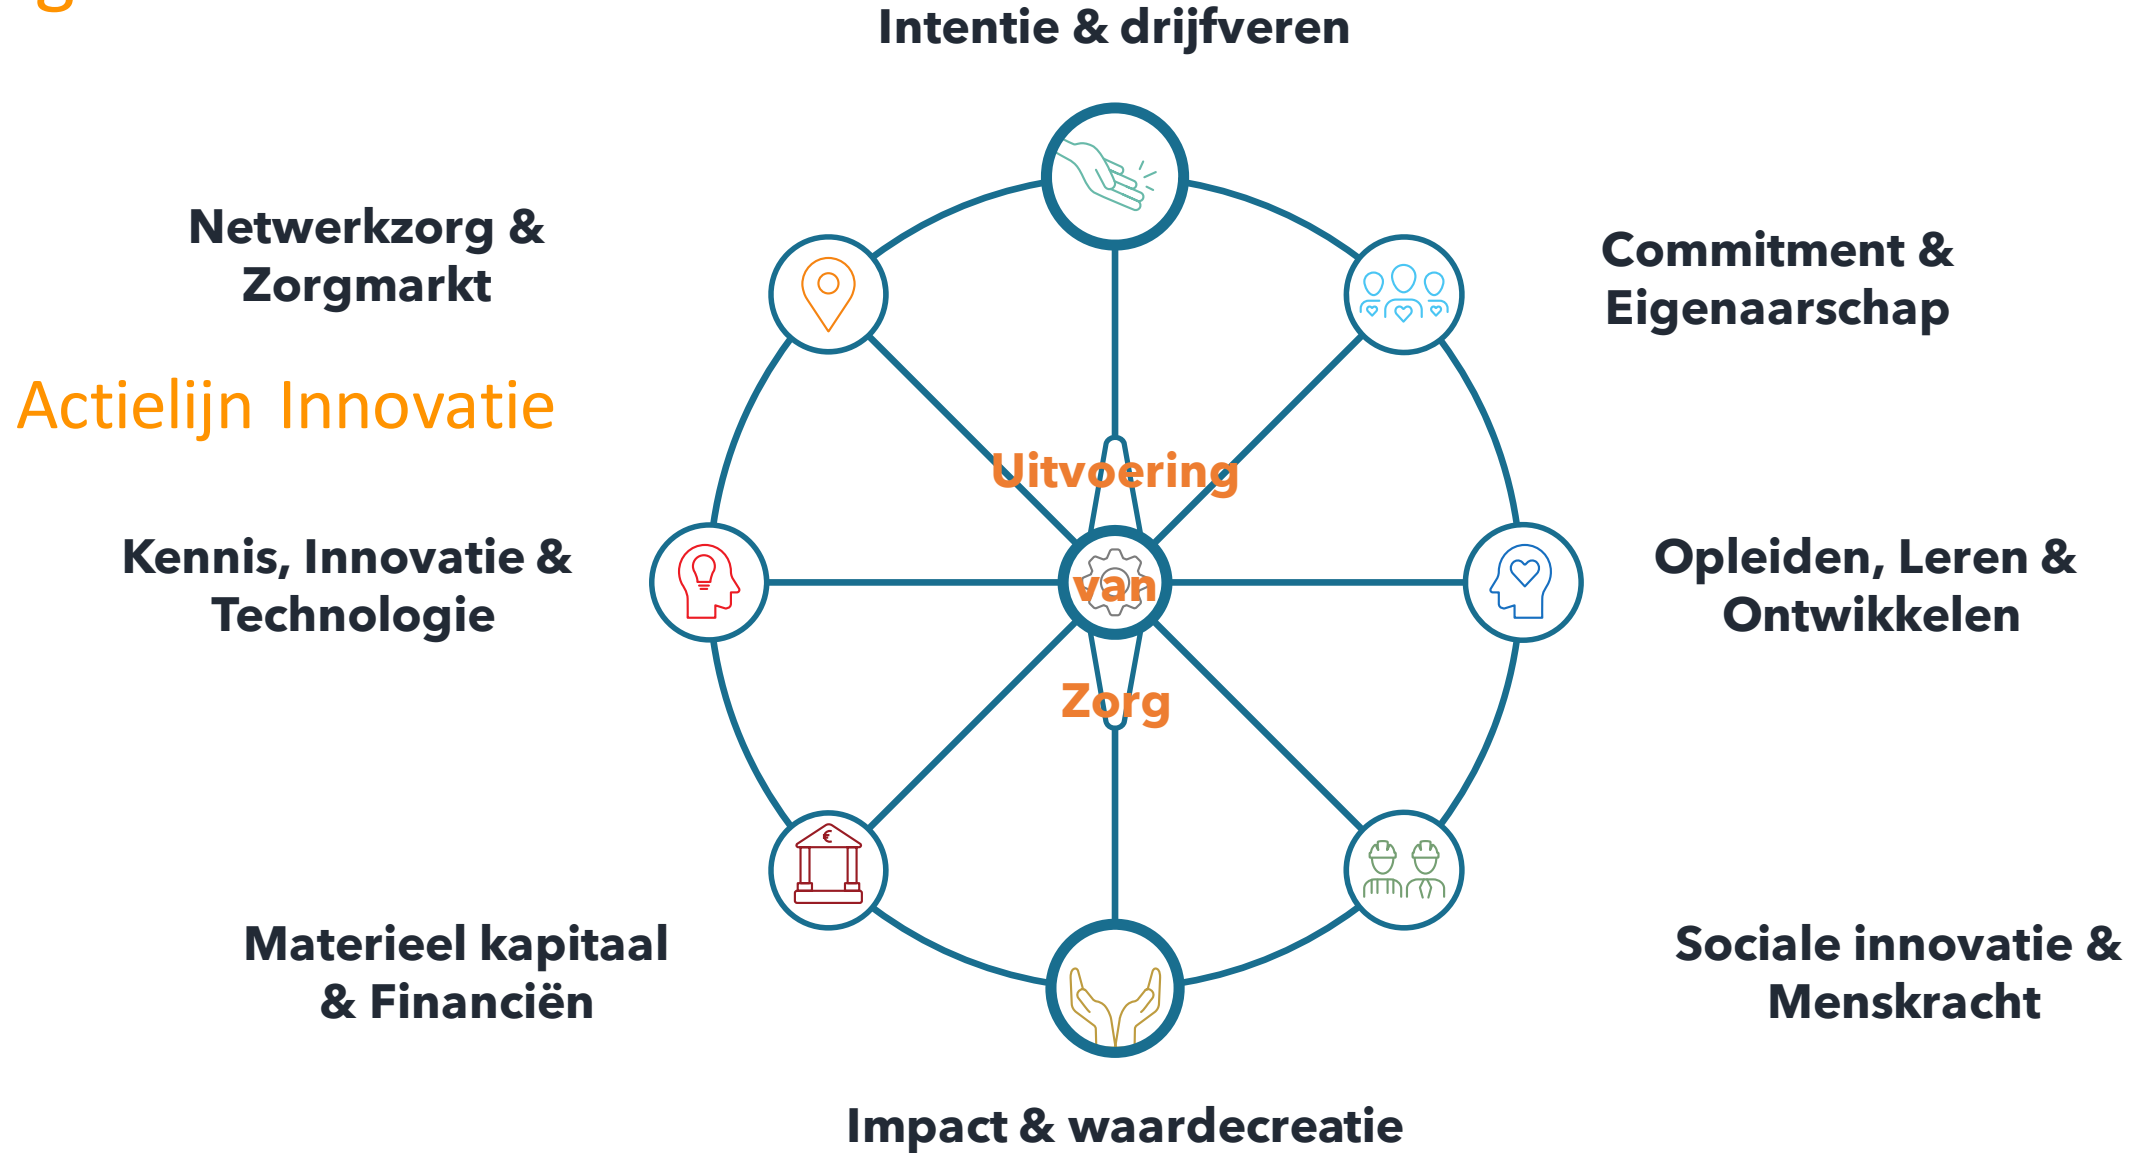 Intentie & drijfveren
Netwerkzorg &
Zorgmarkt
Commitment &
Eigenaarschap
Actielijn Innovatie
Uitvoering
van
Zorg
Kennis, Innovatie &
Technologie
Opleiden, Leren &
Ontwikkelen
Materieel kapitaal
& Financiën
€
Sociale innovatie &
Menskracht
Impact & waardecreatie